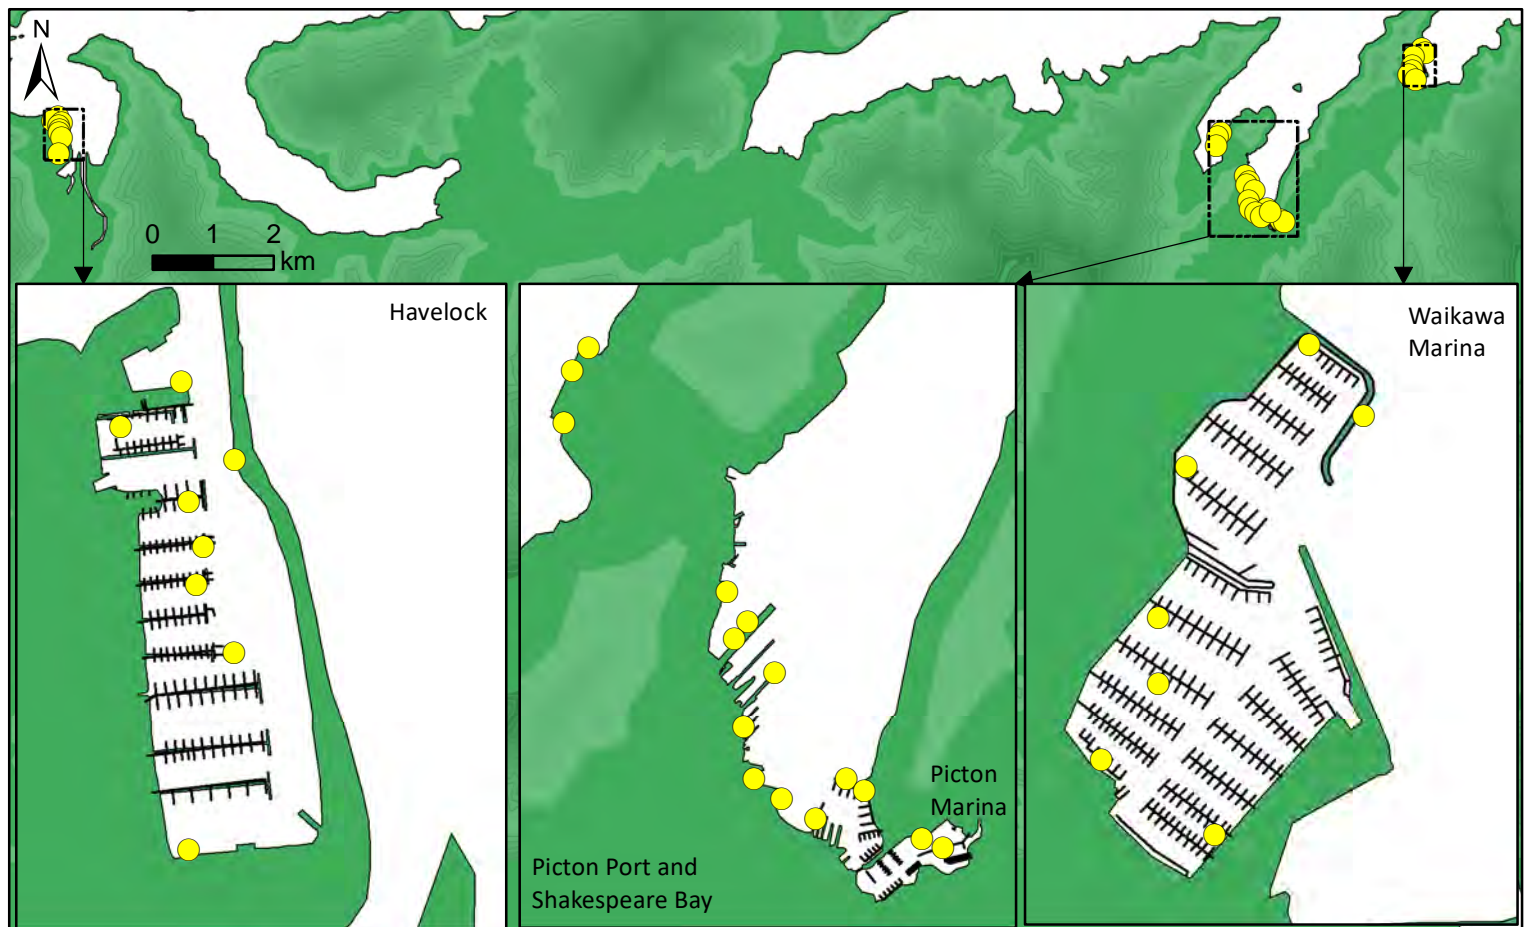 N
0 1 2
km
Havelock
Picton
Marina
Picton Port and
Shakespeare Bay
Waikawa
Marina